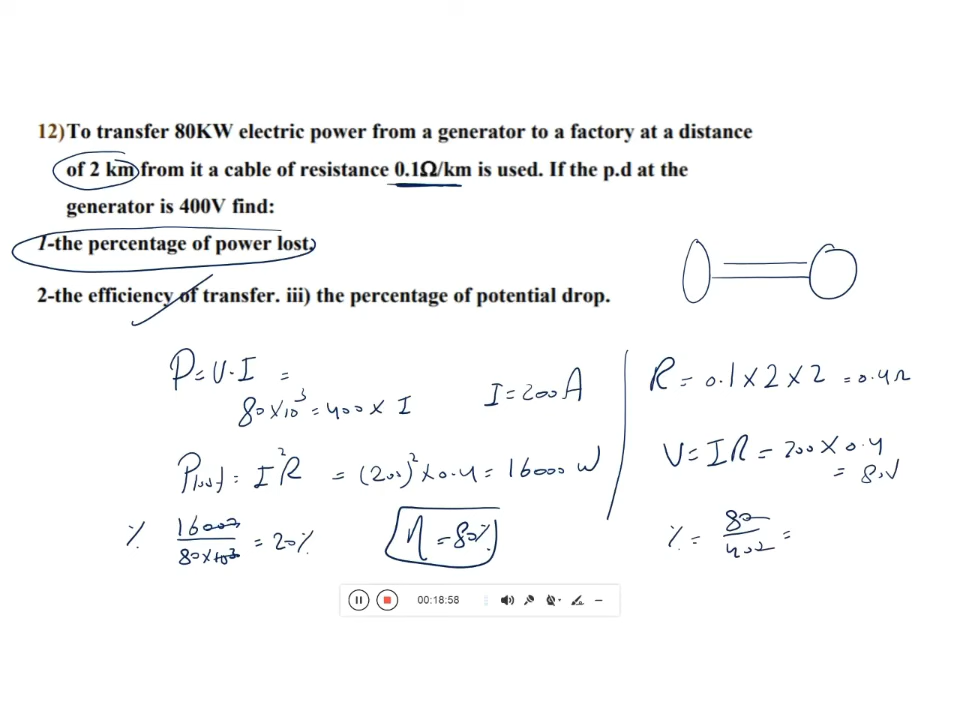 12)To transfer 80KW electric power from a generator to a factory at a distance
of 2 km from it a cable of resistance 0.1Ω/km is used. If the p.d at the
generator is 400V find:
1-the percentage of power lost,
2-the efficiency of transfer. iii) the percentage of potential drop.
P = V·I =
80 × 10³ = 400 × I
I = 200 A
P lost = I²R = (200)² × 0.4 = 16000 W
% 16000 / 80×10³ = 20%
η = 80%
R = 0.1 × 2 × 2 = 0.4 Ω
V = IR = 200 × 0.4
= 80V
% = 80 / 400 =
00:18:58